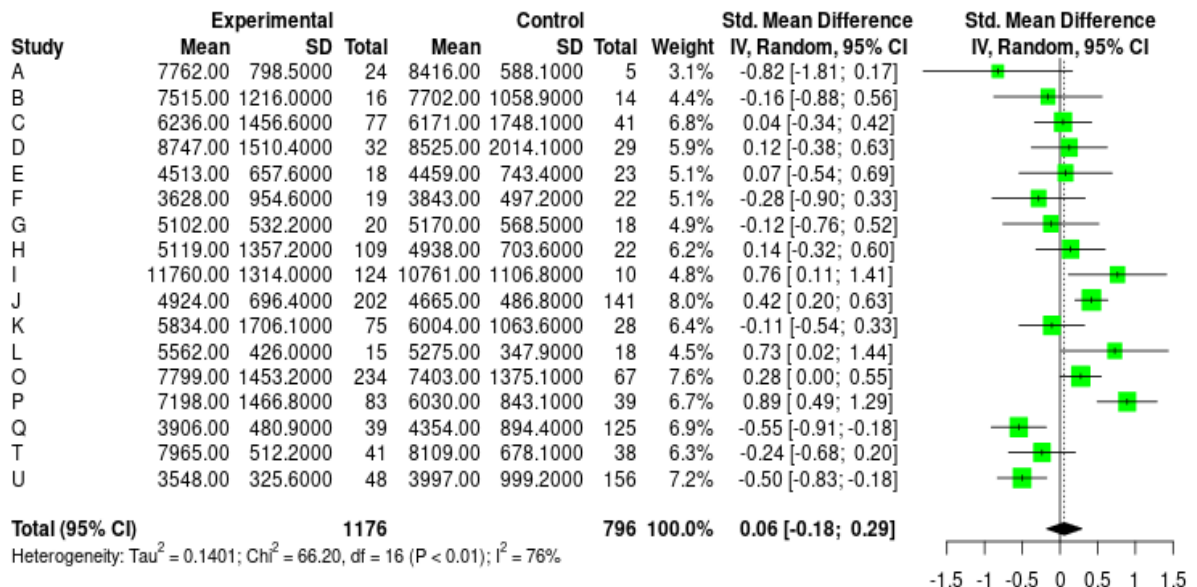 Experimental Control Std. Mean Difference Std. Mean Difference
Study Mean SD Total Mean SD Total Weight IV, Random, 95% CI IV, Random, 95% CI
A 7762.00 798.5000 24 8416.00 588.1000 5 3.1% -0.82 [-1.81; 0.17]
B 7515.00 1216.0000 16 7702.00 1058.9000 14 4.4% -0.16 [-0.88; 0.56]
C 6236.00 1456.6000 77 6171.00 1748.1000 41 6.8% 0.04 [-0.34; 0.42]
D 8747.00 1510.4000 32 8525.00 2014.1000 29 5.9% 0.12 [-0.38; 0.63]
E 4513.00 657.6000 18 4459.00 743.4000 23 5.1% 0.07 [-0.54; 0.69]
F 3628.00 954.6000 19 3843.00 497.2000 22 5.1% -0.28 [-0.90; 0.33]
G 5102.00 532.2000 20 5170.00 568.5000 18 4.9% -0.12 [-0.76; 0.52]
H 5119.00 1357.2000 109 4938.00 703.6000 22 6.2% 0.14 [-0.32; 0.60]
I 11760.00 1314.0000 124 10761.00 1106.8000 10 4.8% 0.76 [ 0.11; 1.41]
J 4924.00 696.4000 202 4665.00 486.8000 141 8.0% 0.42 [ 0.20; 0.63]
K 5834.00 1706.1000 75 6004.00 1063.6000 28 6.4% -0.11 [-0.54; 0.33]
L 5562.00 426.0000 15 5275.00 347.9000 18 4.5% 0.73 [ 0.02; 1.44]
O 7799.00 1453.2000 234 7403.00 1375.1000 67 7.6% 0.28 [ 0.00; 0.55]
P 7198.00 1466.8000 83 6030.00 843.1000 39 6.7% 0.89 [ 0.49; 1.29]
Q 3906.00 480.9000 39 4354.00 894.4000 125 6.9% -0.55 [-0.91; -0.18]
T 7965.00 512.2000 41 8109.00 678.1000 38 6.3% -0.24 [-0.68; 0.20]
U 3548.00 325.6000 48 3997.00 999.2000 156 7.2% -0.50 [-0.83; -0.18]
Total (95% CI) 1176 796 100.0% 0.06 [-0.18; 0.29]
Heterogeneity: Tau² = 0.1401; Chi² = 66.20, df = 16 (P < 0.01); I² = 76%
-1.5 -1 -0.5 0 0.5 1 1.5